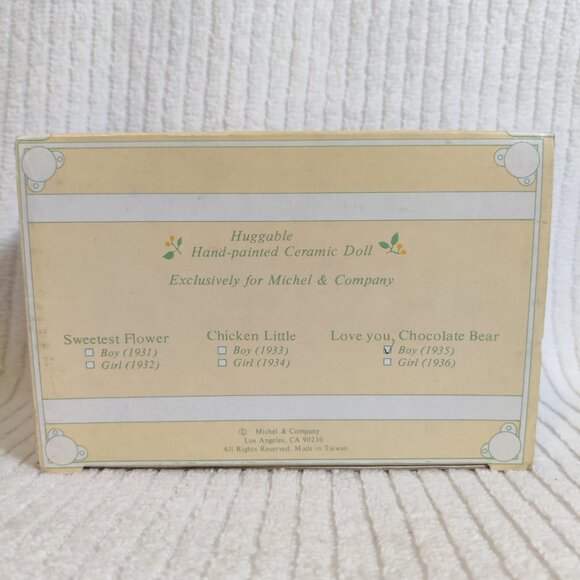 Huggable
Hand-painted Ceramic Doll
Exclusively for Michel & Company
Sweetest Flower
☐ Boy (1931)
☐ Girl (1932)
Chicken Little
☐ Boy (1933)
☐ Girl (1934)
Love you, Chocolate Bear
☑ Boy (1935)
☐ Girl (1936)
© Michel & Company
Los Angeles, CA 90230
All Rights Reserved. Made in Taiwan